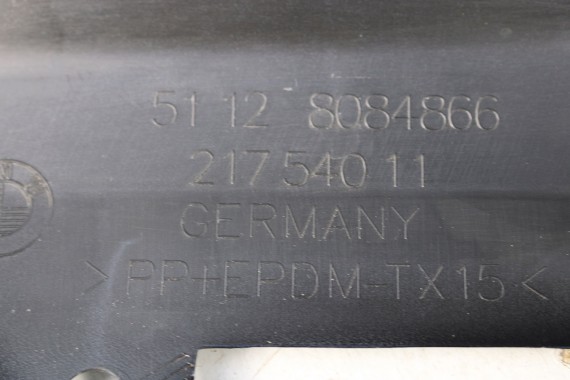 51 12 8084866
217 540 11
GERMANY
>PP+EPDM-TX15<